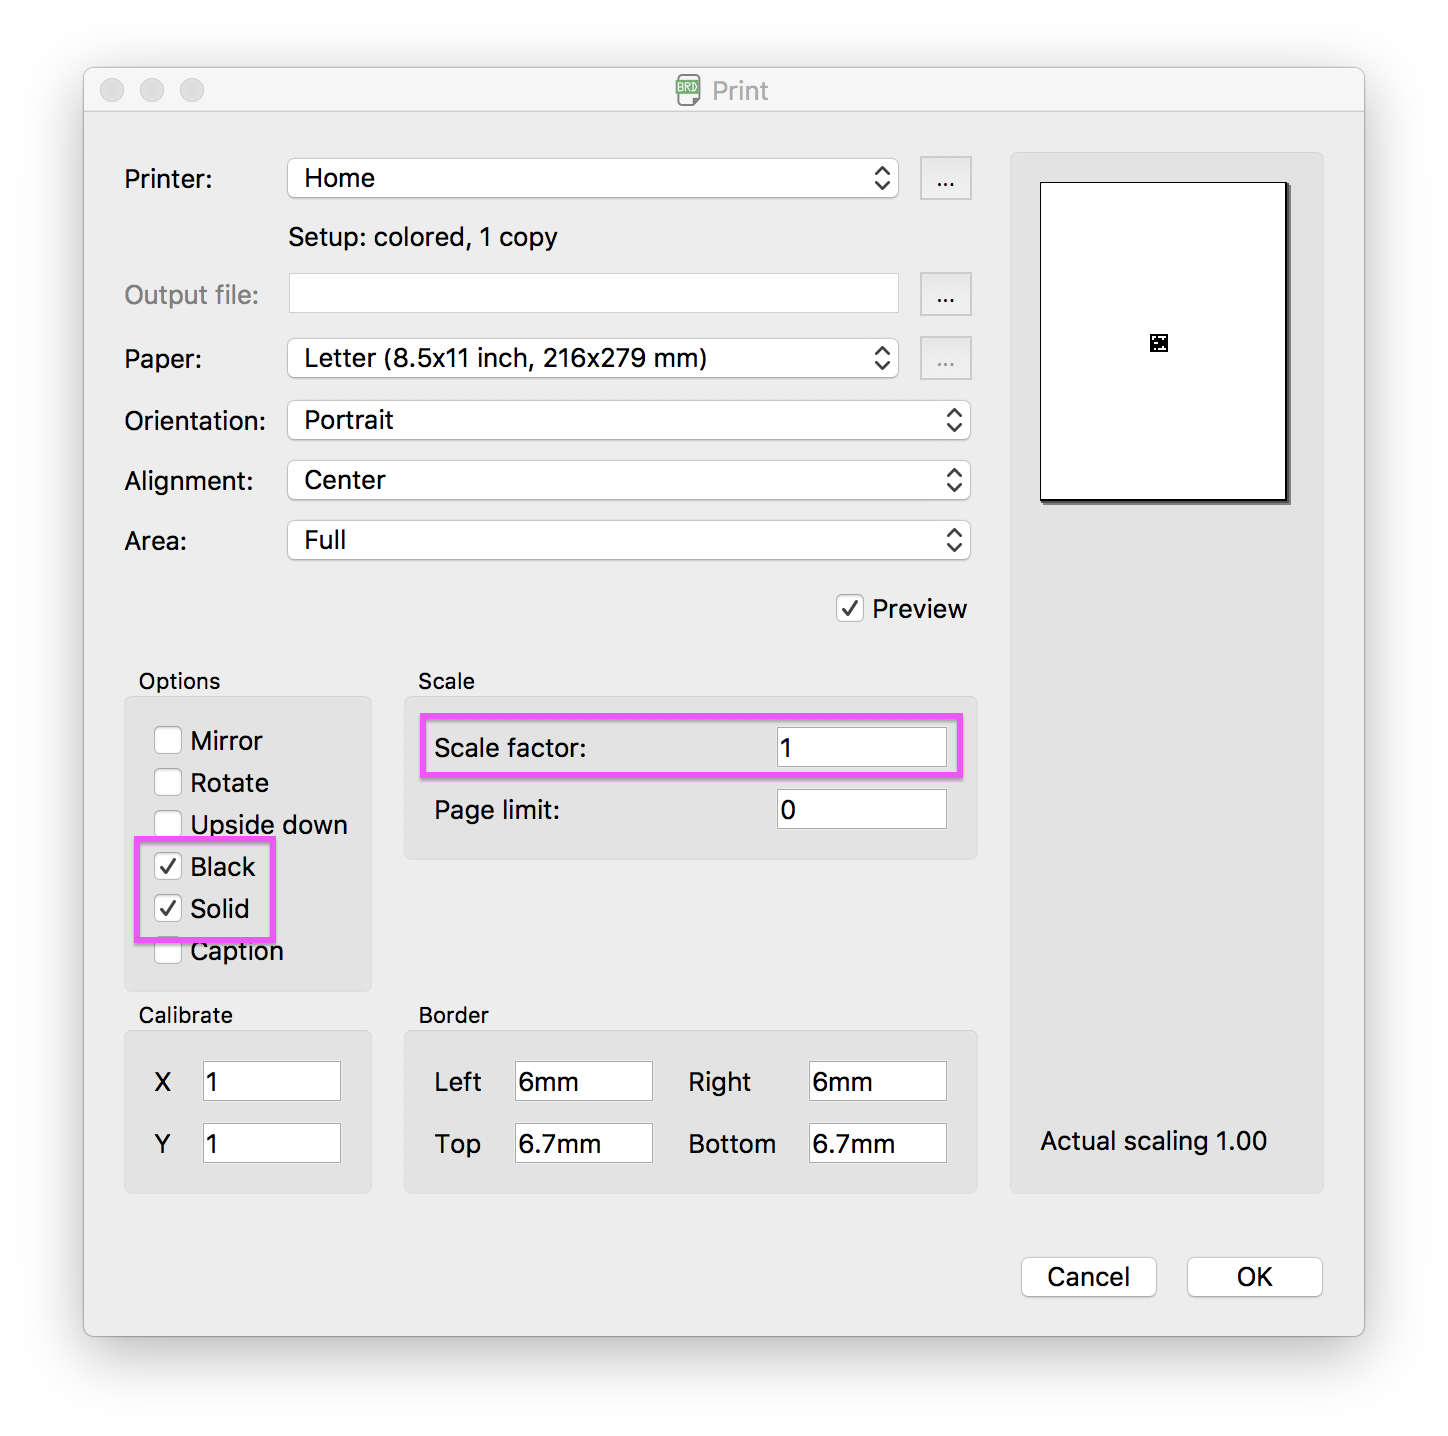 BRD Print
Printer: Home ...
Setup: colored, 1 copy
Output file: ...
Paper: Letter (8.5x11 inch, 216x279 mm) ...
Orientation: Portrait
Alignment: Center
Area: Full
Preview
Options
Mirror
Rotate
Upside down
Black
Solid
Caption
Scale
Scale factor: 1
Page limit: 0
Calibrate
X 1
Y 1
Border
Left 6mm Right 6mm
Top 6.7mm Bottom 6.7mm
Actual scaling 1.00
Cancel OK